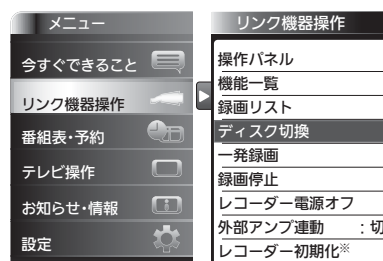 メニュー
今すぐできること
リンク機器操作
番組表・予約
テレビ操作
お知らせ・情報
設定
リンク機器操作
操作パネル
機能一覧
録画リスト
ディスク切換
一発録画
録画停止
レコーダー電源オフ
外部アンプ連動 :切
レコーダー初期化※